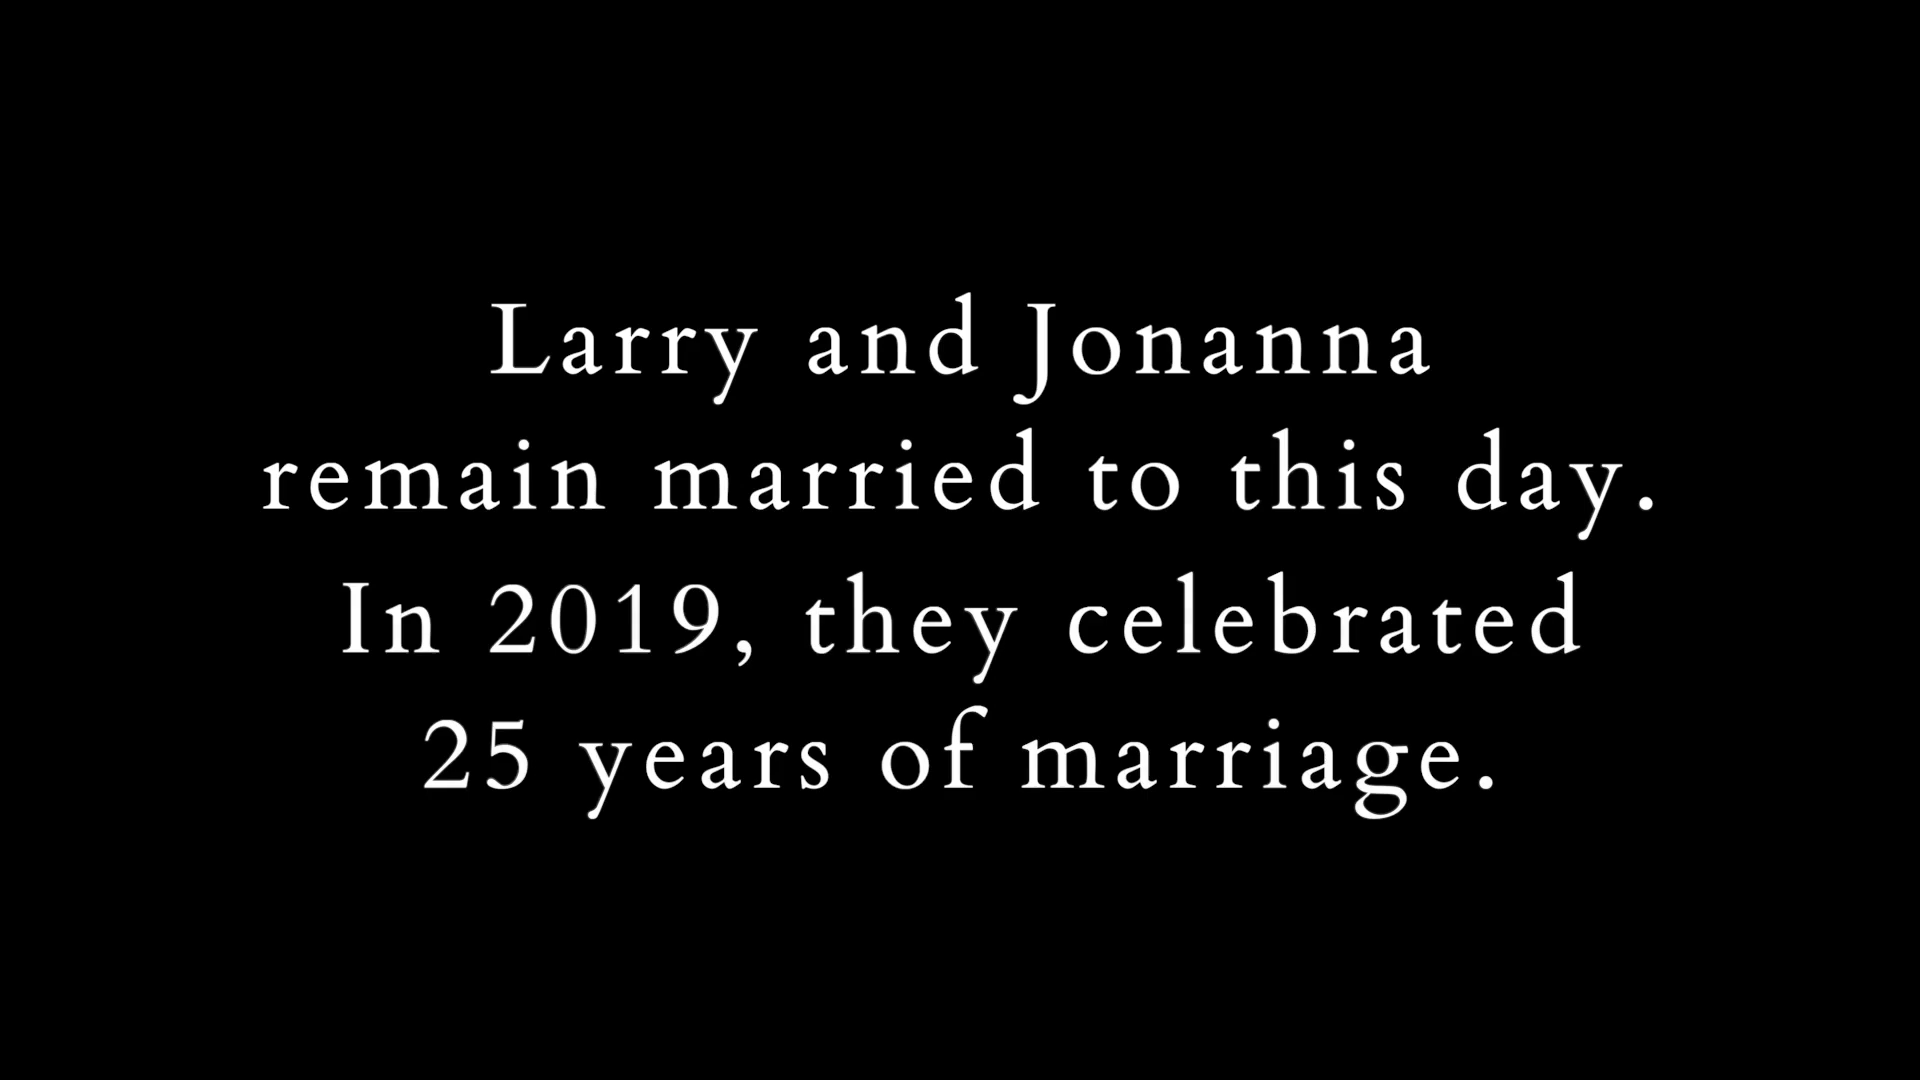 Larry and Jonanna
remain married to this day.
In 2019, they celebrated
25 years of marriage.